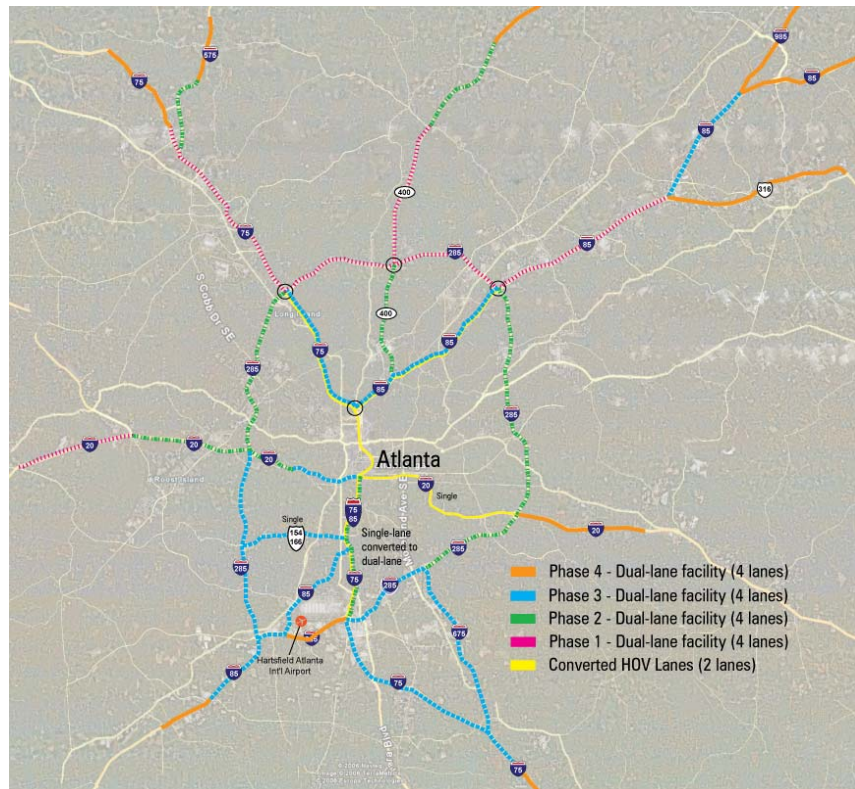 985
575
75
85
85
316
400
75
85
285
S Cobb Dr SE
400
75
85
85
285
285
20
20
20
Atlanta
20
Single
75
85
Single
154
166
Single-lane
converted to
dual-lane
20
285
285
75
285
85
675
Hartsfield Atlanta
Int'l Airport
85
75
75
Phase 4 - Dual-lane facility (4 lanes)
Phase 3 - Dual-lane facility (4 lanes)
Phase 2 - Dual-lane facility (4 lanes)
Phase 1 - Dual-lane facility (4 lanes)
Converted HOV Lanes (2 lanes)